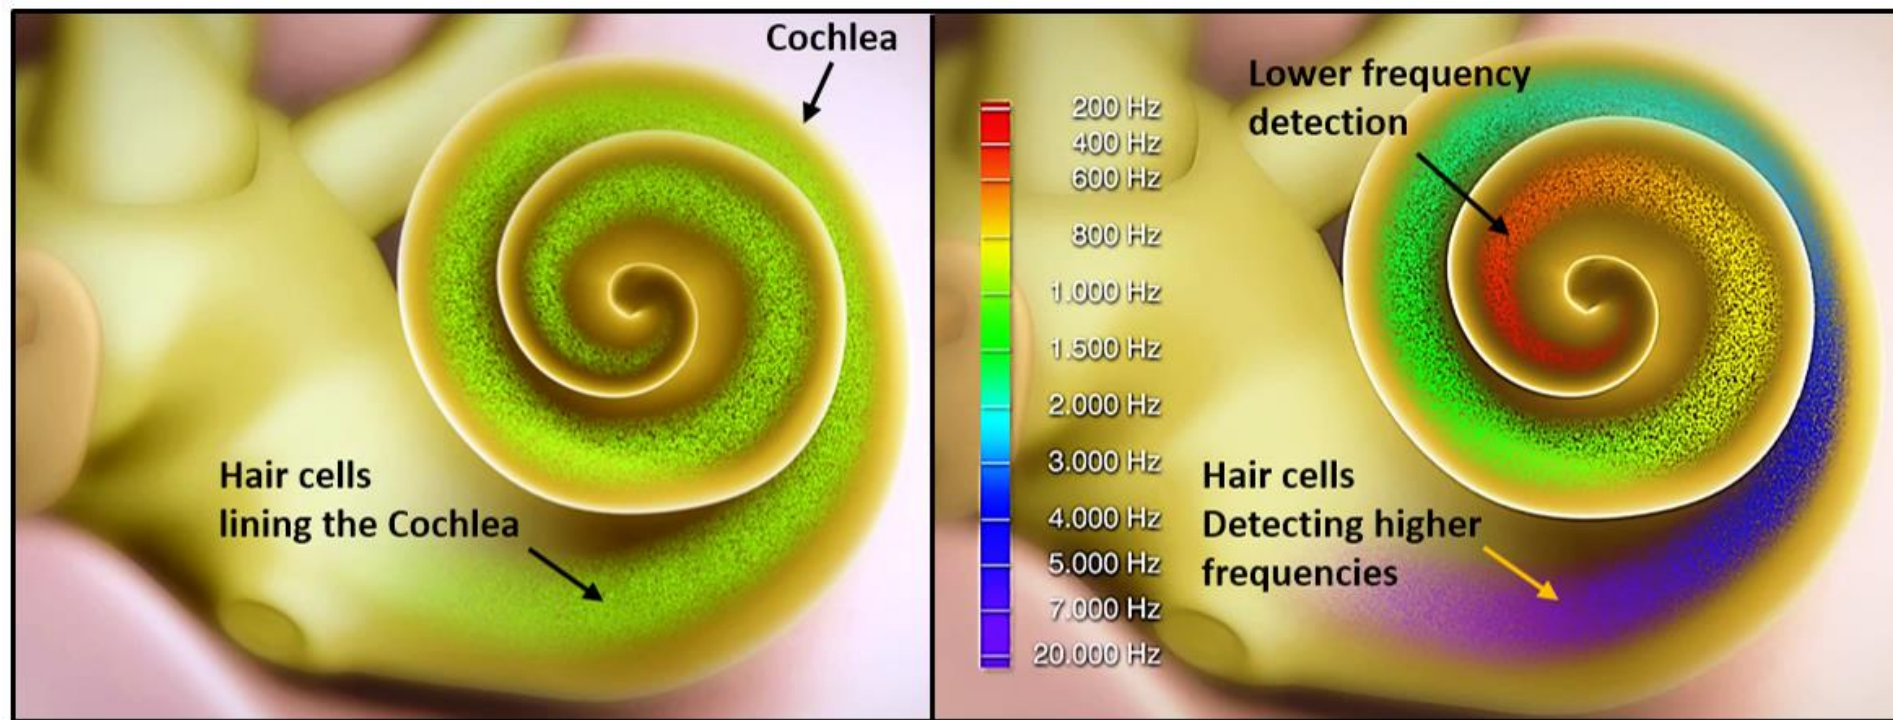 Cochlea
Hair cells
lining the Cochlea
Lower frequency
detection
200 Hz
400 Hz
600 Hz
800 Hz
1.000 Hz
1.500 Hz
2.000 Hz
3.000 Hz
4.000 Hz
5.000 Hz
7.000 Hz
20.000 Hz
Hair cells
Detecting higher
frequencies